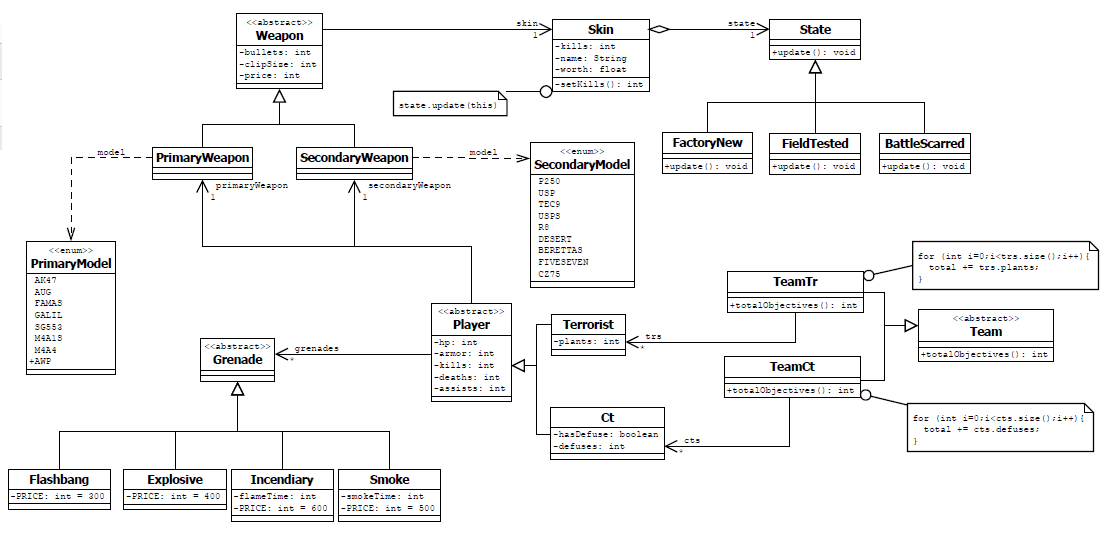 <<abstract>>
Weapon
-bullets: int
-clipSize: int
-price: int
skin
1
Skin
-kills: int
-name: String
-worth: float
-setKills(): int
state
1
State
+update(): void
state.update(this)
FactoryNew
+update(): void
FieldTested
+update(): void
BattleScarred
+update(): void
model
PrimaryWeapon
SecondaryWeapon
model
primaryWeapon
1
secondaryWeapon
1
<<enum>>
SecondaryModel
P250
USP
TEC9
USPS
R8
DESERT
BERETTAS
FIVESEVEN
CZ75
<<enum>>
PrimaryModel
AK47
AUG
FAMAS
GALIL
SG553
M4A1S
M4A4
+AWP
<<abstract>>
Grenade
grenades
*
<<abstract>>
Player
-hp: int
-armor: int
-kills: int
-deaths: int
-assists: int
Terrorist
-plants: int
trs
*
TeamTr
+totalObjectives(): int
for (int i=0;i<trs.size();i++){
total += trs.plants;
}
<<abstract>>
Team
+totalObjectives(): int
TeamCt
+totalObjectives(): int
Ct
-hasDefuse: boolean
-defuses: int
cts
*
for (int i=0;i<cts.size();i++){
total += cts.defuses;
}
Flashbang
-PRICE: int = 300
Explosive
-PRICE: int = 400
Incendiary
-flameTime: int
-PRICE: int = 600
Smoke
-smokeTime: int
-PRICE: int = 500